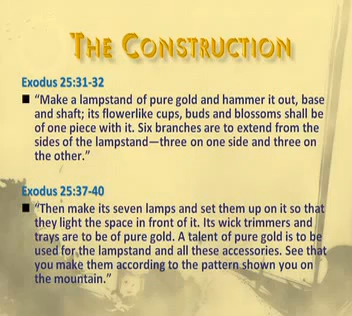 THE CONSTRUCTION
Exodus 25:31-32
■ “Make a lampstand of pure gold and hammer it out, base
and shaft; its flowerlike cups, buds and blossoms shall be
of one piece with it. Six branches are to extend from the
sides of the lampstand—three on one side and three on
the other.”
Exodus 25:37-40
■ “Then make its seven lamps and set them up on it so that
they light the space in front of it. Its wick trimmers and
trays are to be of pure gold. A talent of pure gold is to be
used for the lampstand and all these accessories. See that
you make them according to the pattern shown you on
the mountain.”